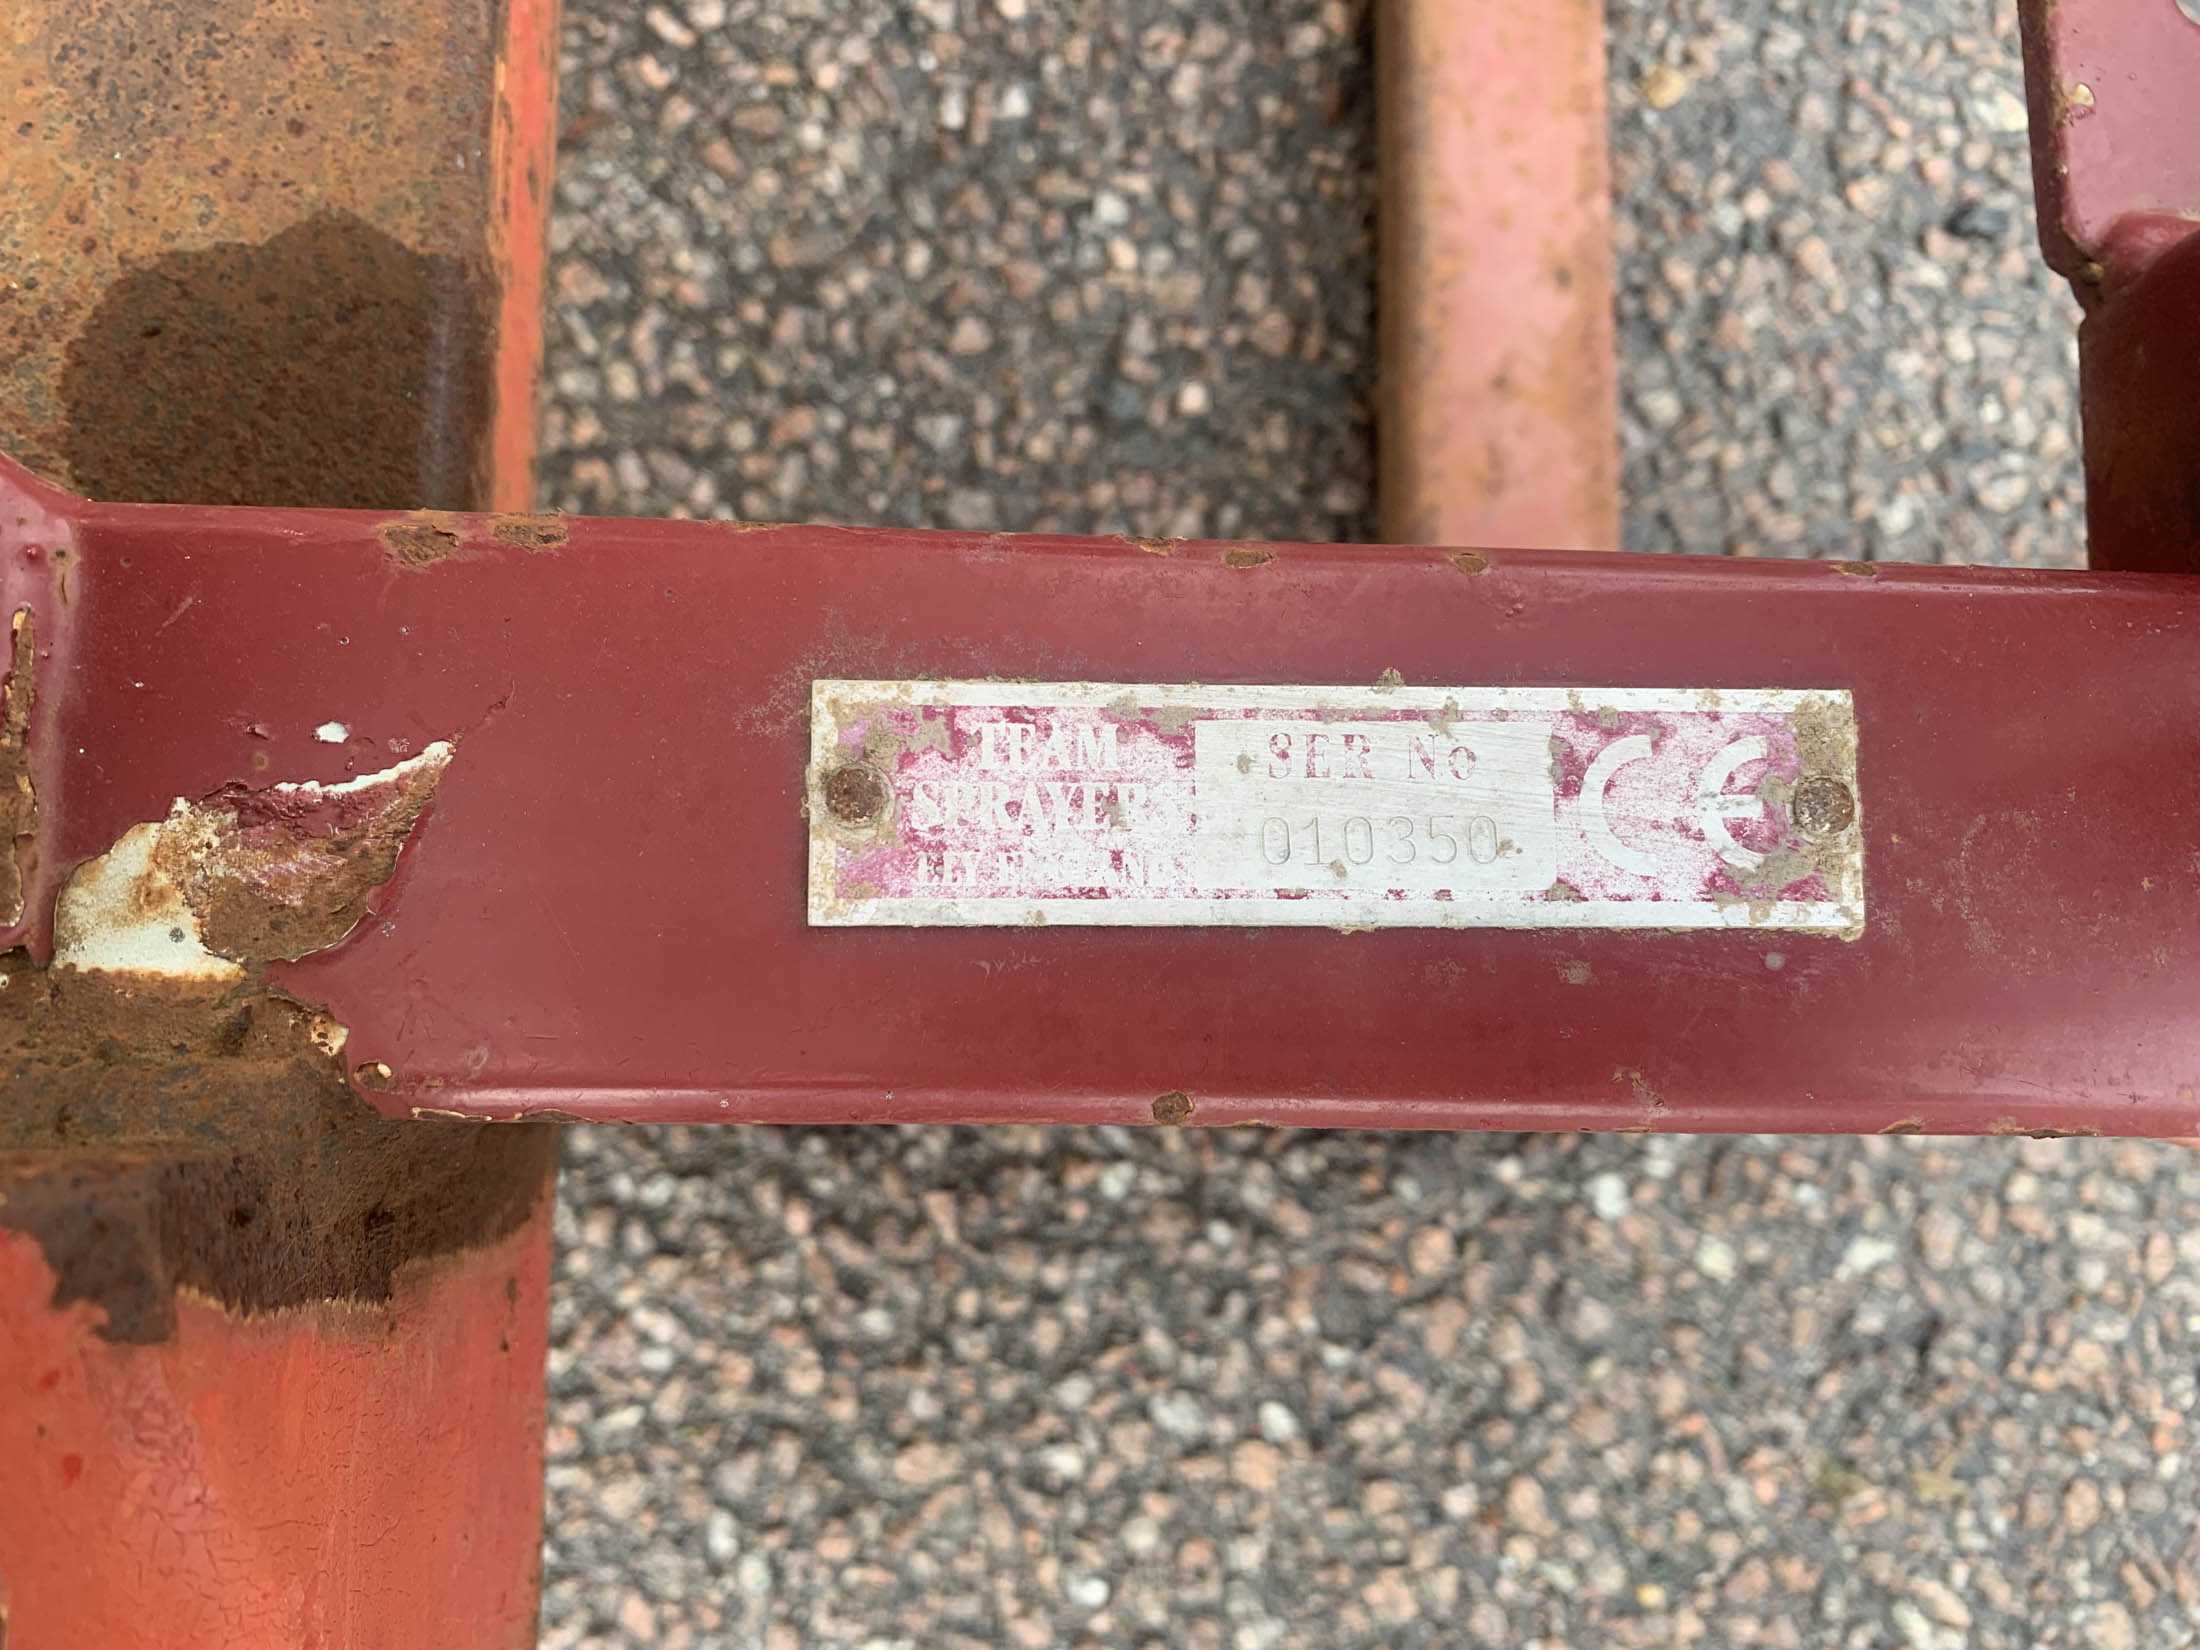 TEAM
SPRAYERS
ELY ENGLAND
SER No
010350
CE